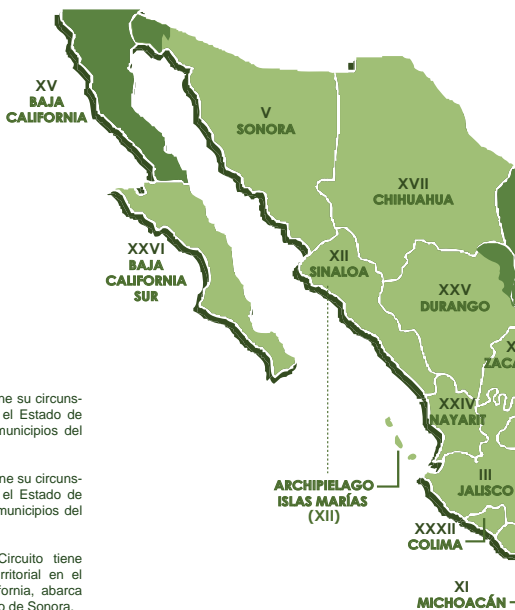 XV
BAJA
CALIFORNIA
V
SONORA
XVII
CHIHUAHUA
XXVI
BAJA
CALIFORNIA
SUR
XII
SINALOA
XXV
DURANGO
XXIV
NAYARIT
ARCHIPIELAGO
ISLAS MARÍAS
(XII)
III
JALISCO
XXXII
COLIMA
XI
MICHOACÁN
ne su circuns-
el Estado de
municipios del
ne su circuns-
el Estado de
municipios del
Circuito tiene
rritorial en el
fornia, abarca
o de Sonora.